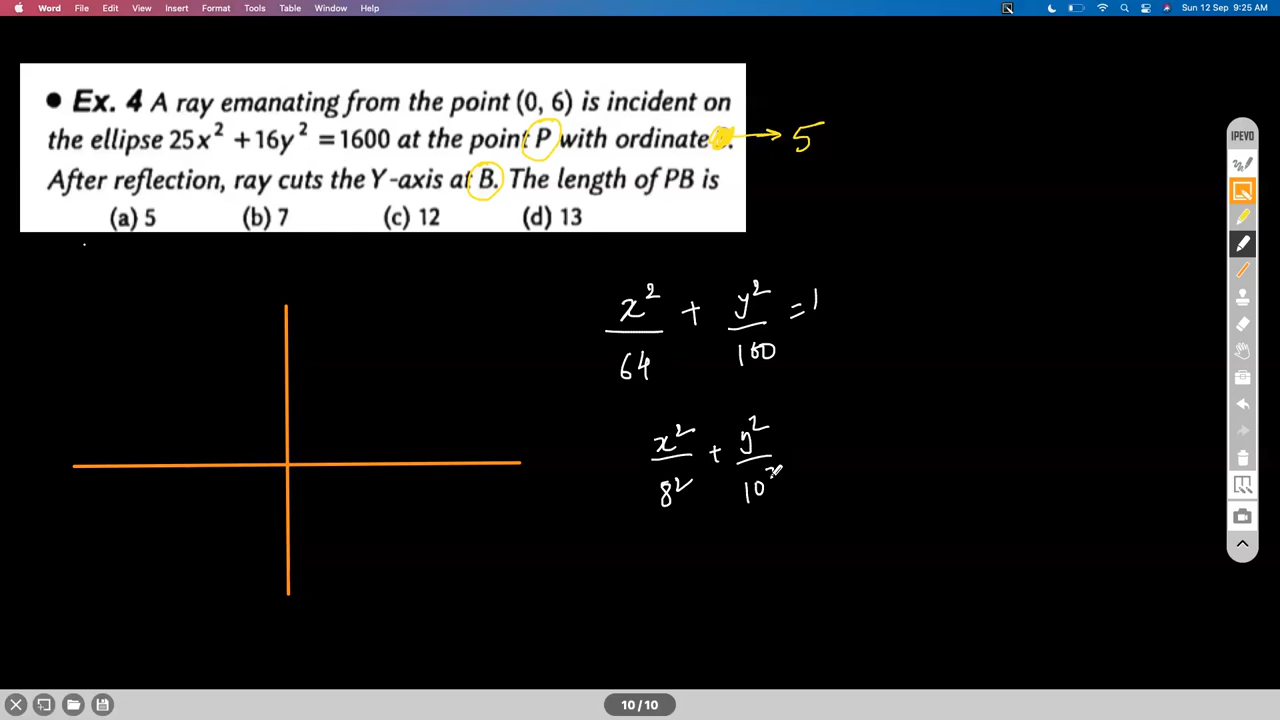 Word File Edit View Insert Format Tools Table Window Help Sun 12 Sep 9:25 AM
● Ex. 4 A ray emanating from the point (0, 6) is incident on
the ellipse 25x² + 16y² = 1600 at the point P with ordinate . → 5
After reflection, ray cuts the Y-axis at B. The length of PB is
(a) 5 (b) 7 (c) 12 (d) 13
x²/64 + y²/100 = 1
x²/8² + y²/10²
IPEVO
10/10